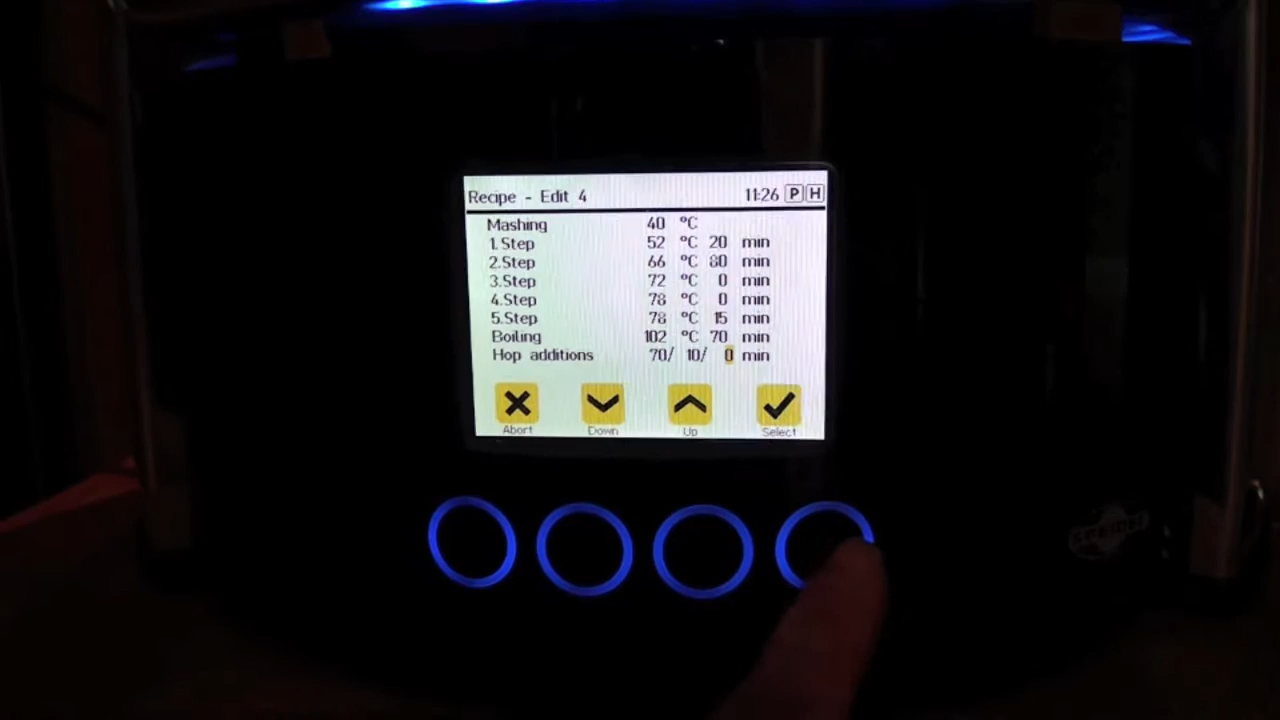 Recipe - Edit 4 11:26 P H
Mashing 40 °C
1.Step 52 °C 20 min
2.Step 66 °C 80 min
3.Step 72 °C 0 min
4.Step 78 °C 0 min
5.Step 78 °C 15 min
Boiling 102 °C 70 min
Hop additions 70/ 10/ 0 min
Abort Down Up Select